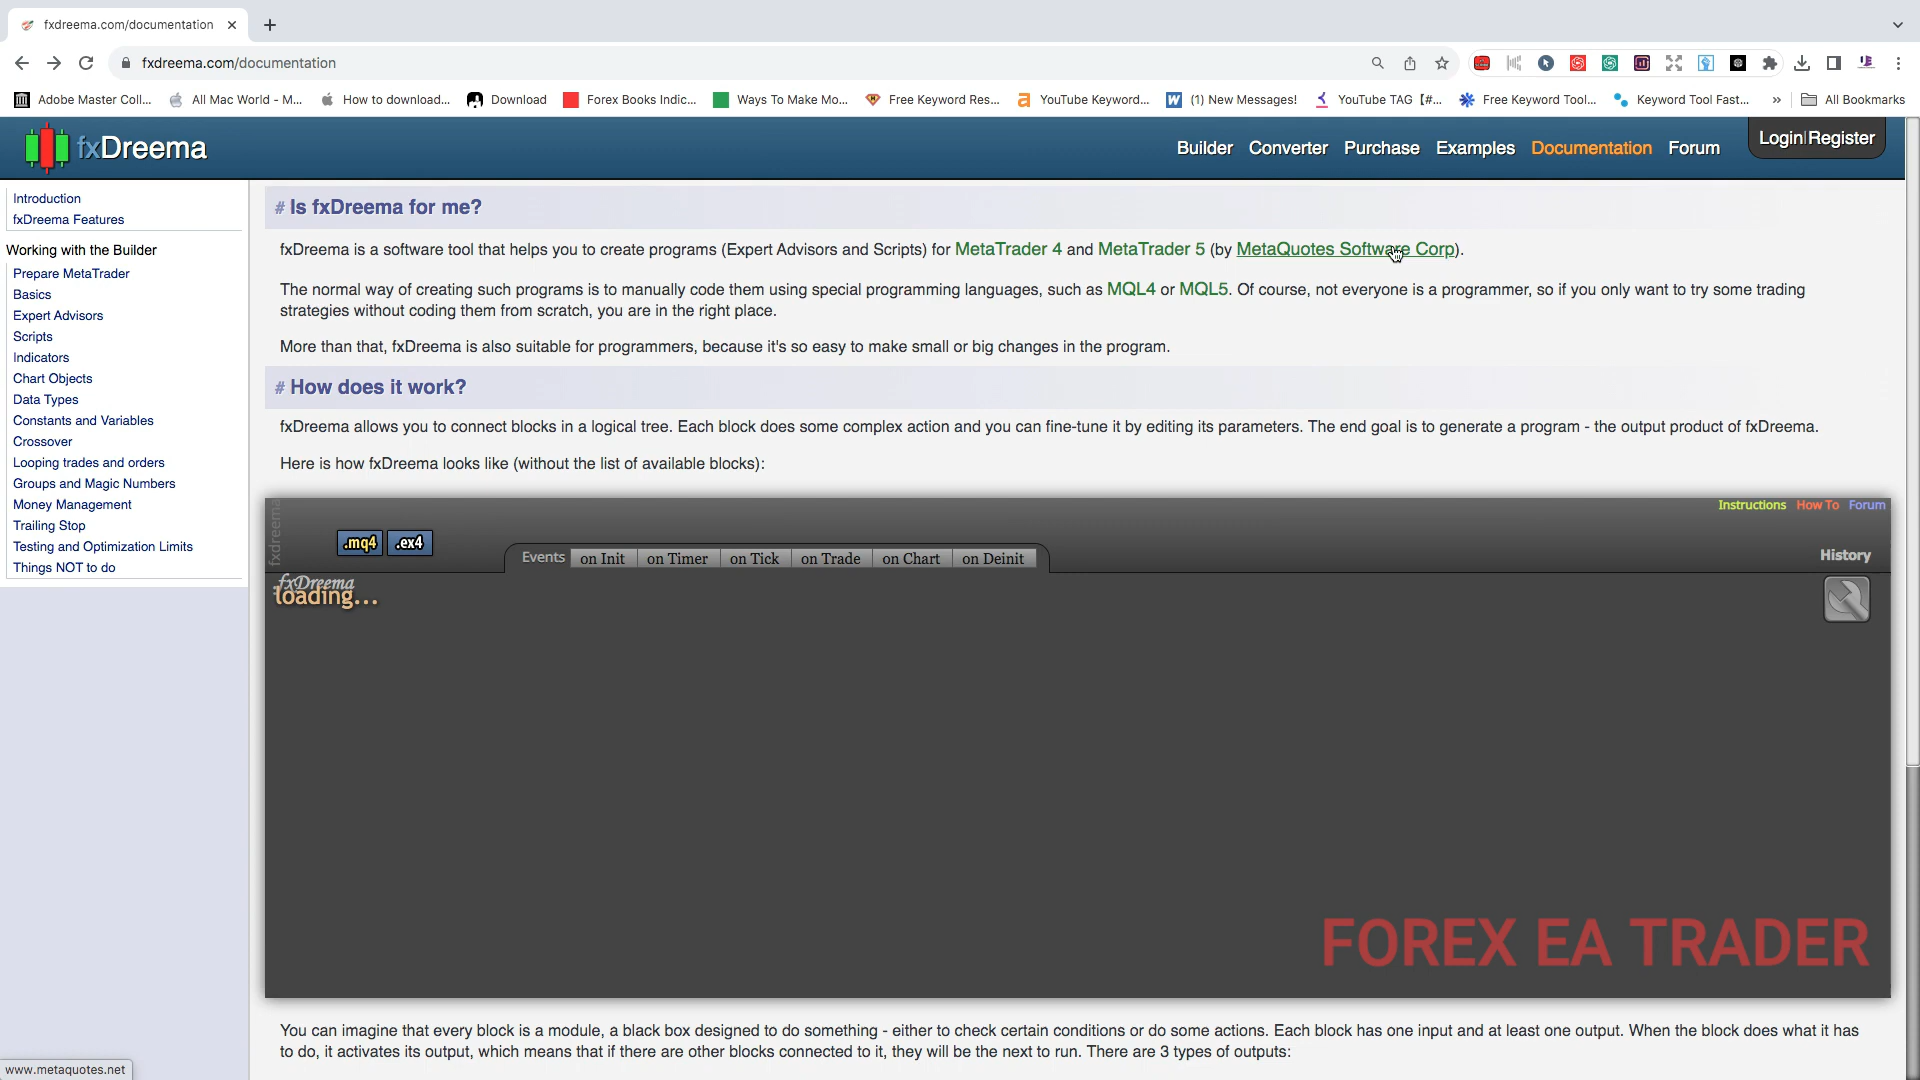 fxdreema.com/documentation
fxdreema.com/documentation
Adobe Master Coll...
All Mac World - M...
How to download...
Download
Forex Books Indic...
Ways To Make Mo...
Free Keyword Res...
YouTube Keyword...
(1) New Messages!
YouTube TAG [#...
Free Keyword Tool...
Keyword Tool Fast...
»
All Bookmarks
fxDreema
Builder Converter Purchase Examples Documentation Forum
Login|Register
Introduction
fxDreema Features
Working with the Builder
Prepare MetaTrader
Basics
Expert Advisors
Scripts
Indicators
Chart Objects
Data Types
Constants and Variables
Crossover
Looping trades and orders
Groups and Magic Numbers
Money Management
Trailing Stop
Testing and Optimization Limits
Things NOT to do
# Is fxDreema for me?
fxDreema is a software tool that helps you to create programs (Expert Advisors and Scripts) for MetaTrader 4 and MetaTrader 5 (by MetaQuotes Software Corp).
The normal way of creating such programs is to manually code them using special programming languages, such as MQL4 or MQL5. Of course, not everyone is a programmer, so if you only want to try some trading
strategies without coding them from scratch, you are in the right place.
More than that, fxDreema is also suitable for programmers, because it's so easy to make small or big changes in the program.
# How does it work?
fxDreema allows you to connect blocks in a logical tree. Each block does some complex action and you can fine-tune it by editing its parameters. The end goal is to generate a program - the output product of fxDreema.
Here is how fxDreema looks like (without the list of available blocks):
Instructions How To Forum
fxdreema
.mq4 .ex4
Events on Init on Timer on Tick on Trade on Chart on Deinit
History
fxDreema
loading...
FOREX EA TRADER
You can imagine that every block is a module, a black box designed to do something - either to check certain conditions or do some actions. Each block has one input and at least one output. When the block does what it has
to do, it activates its output, which means that if there are other blocks connected to it, they will be the next to run. There are 3 types of outputs:
www.metaquotes.net